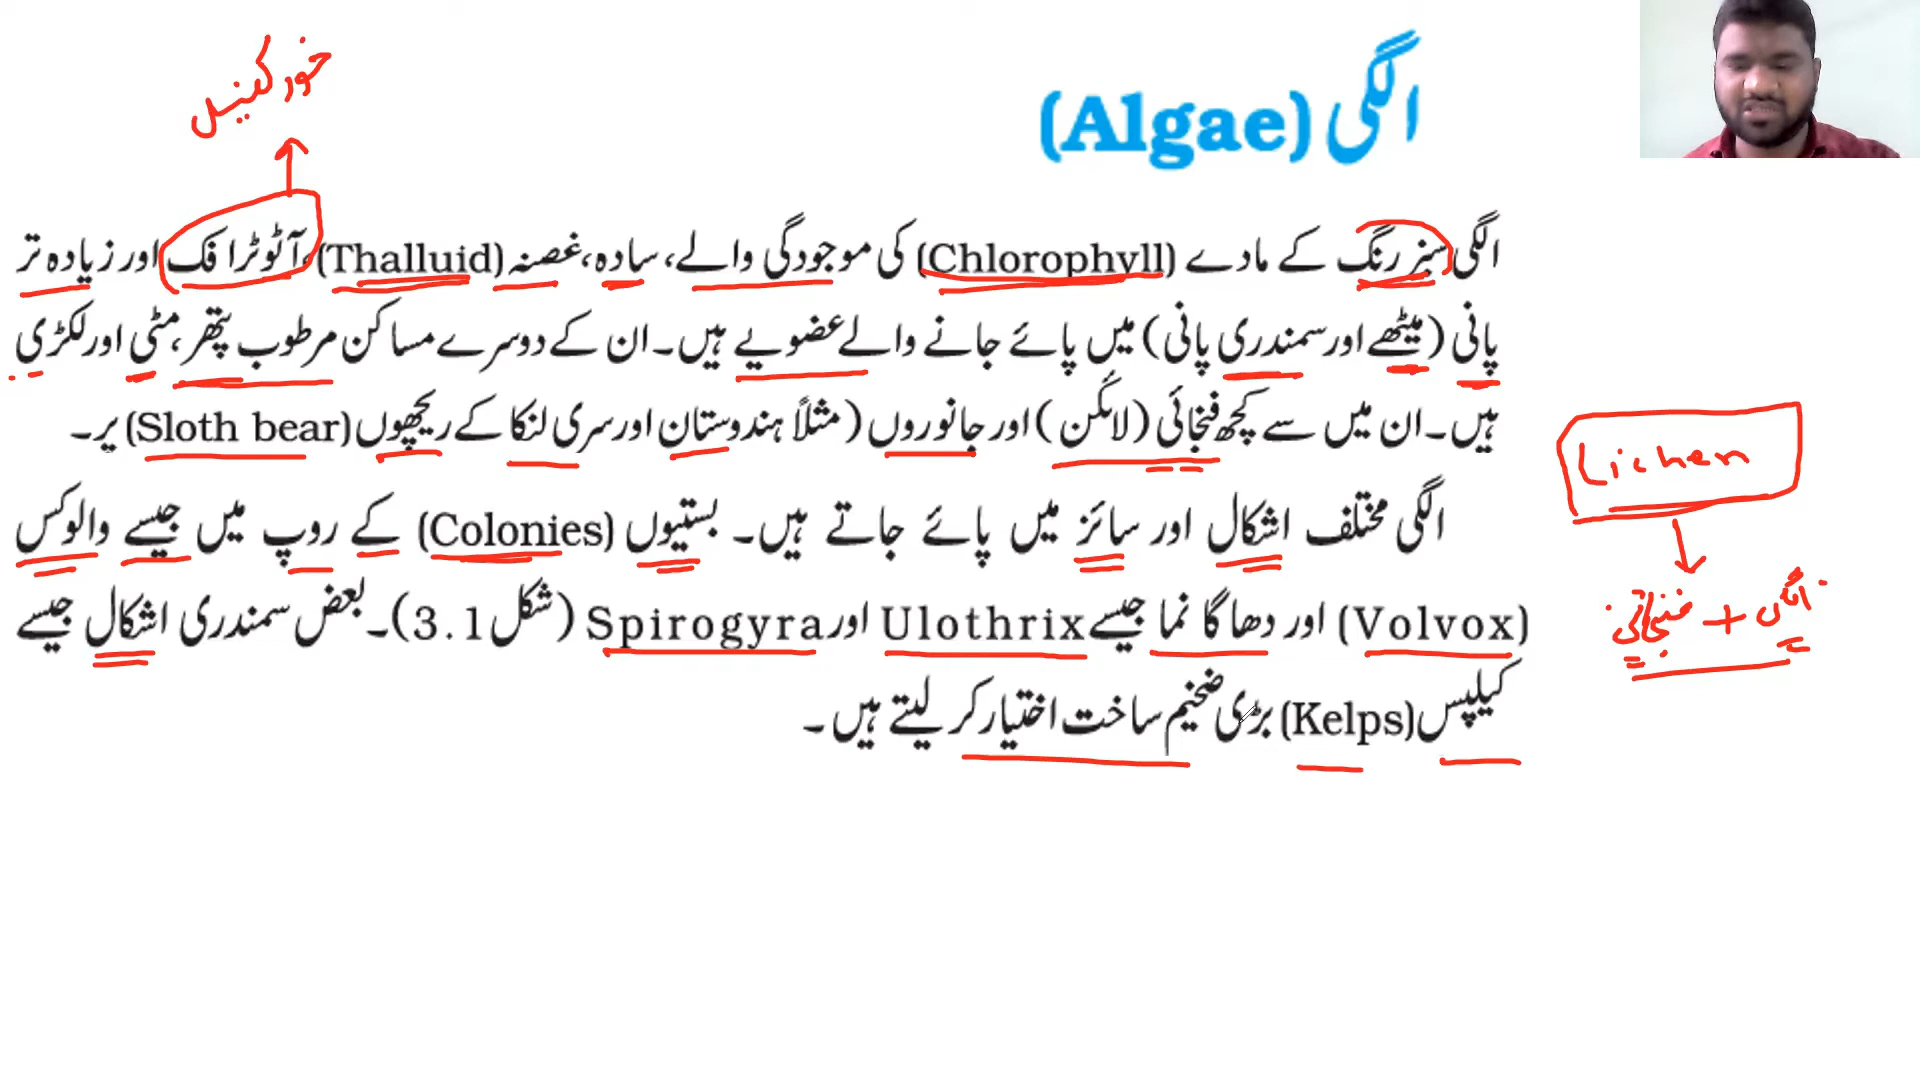 الگی (Algae)
خود کفیل
الگی سبز رنگ کے مادے (Chlorophyll) کی موجودگی والے، سادہ، غصنہ (Thalluid)، آٹوٹرافک اور زیادہ تر
پانی (میٹھے اور سمندری پانی) میں پائے جانے والے عضویے ہیں۔ ان کے دوسرے مساکن مرطوب پتھر، مٹی اور لکڑی
ہیں۔ ان میں سے کچھ فنجائی (لائکن) اور جانوروں (مثلاً ہندوستان اور سری لنکا کے ریچھوں (Sloth bear) پر۔
الگی مختلف اشکال اور سائز میں پائے جاتے ہیں۔ بستیوں (Colonies) کے روپ میں جیسے والوکس
(Volvox) اور دھاگا نما جیسے Ulothrix اور Spirogyra (شکل 3.1)۔ بعض سمندری اشکال جیسے
کیلپس (Kelps) بڑی ضخیم ساخت اختیار کر لیتے ہیں۔
Lichen
+ فنجائی